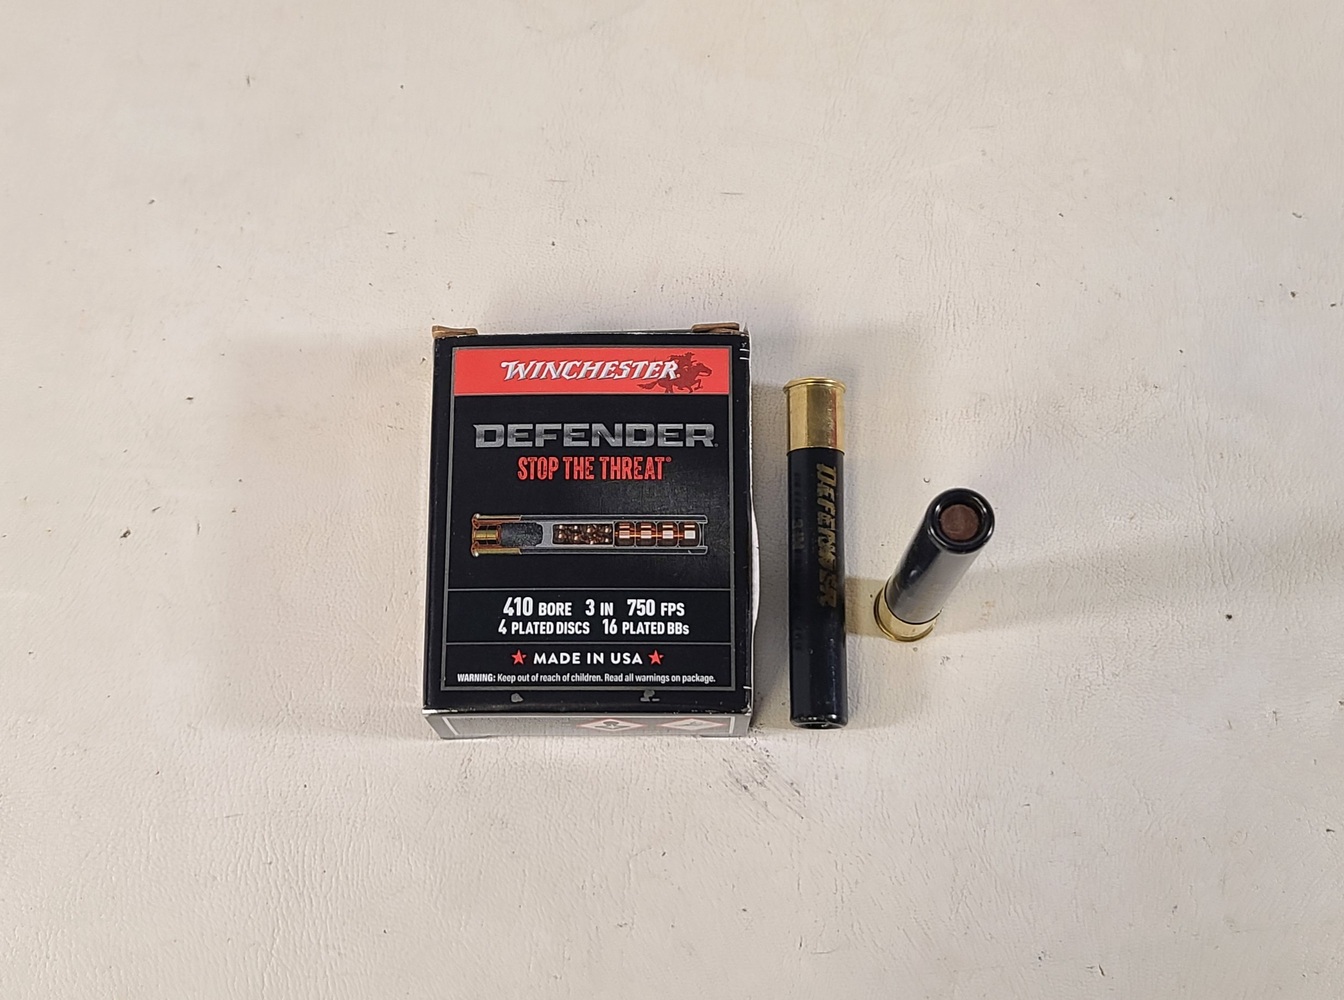 WINCHESTER
DEFENDER
STOP THE THREAT®
410 BORE 3 IN 750 FPS
4 PLATED DISCS 16 PLATED BBs
★ MADE IN USA ★
WARNING: Keep out of reach of children. Read all warnings on package.
DEFENDER